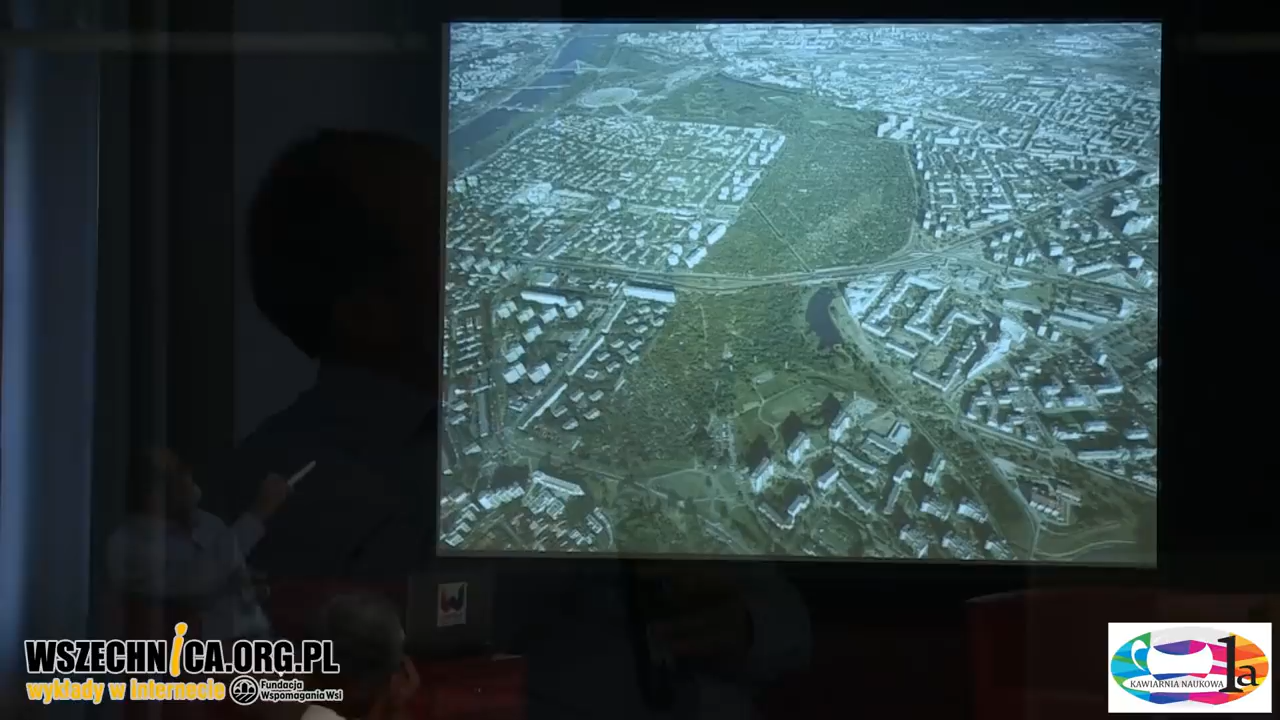 WSZECHNiCA.ORG.PL
wykłady w internecie
Fundacja
Wspomagania Wsi
KAWIARNIA NAUKOWA 1a